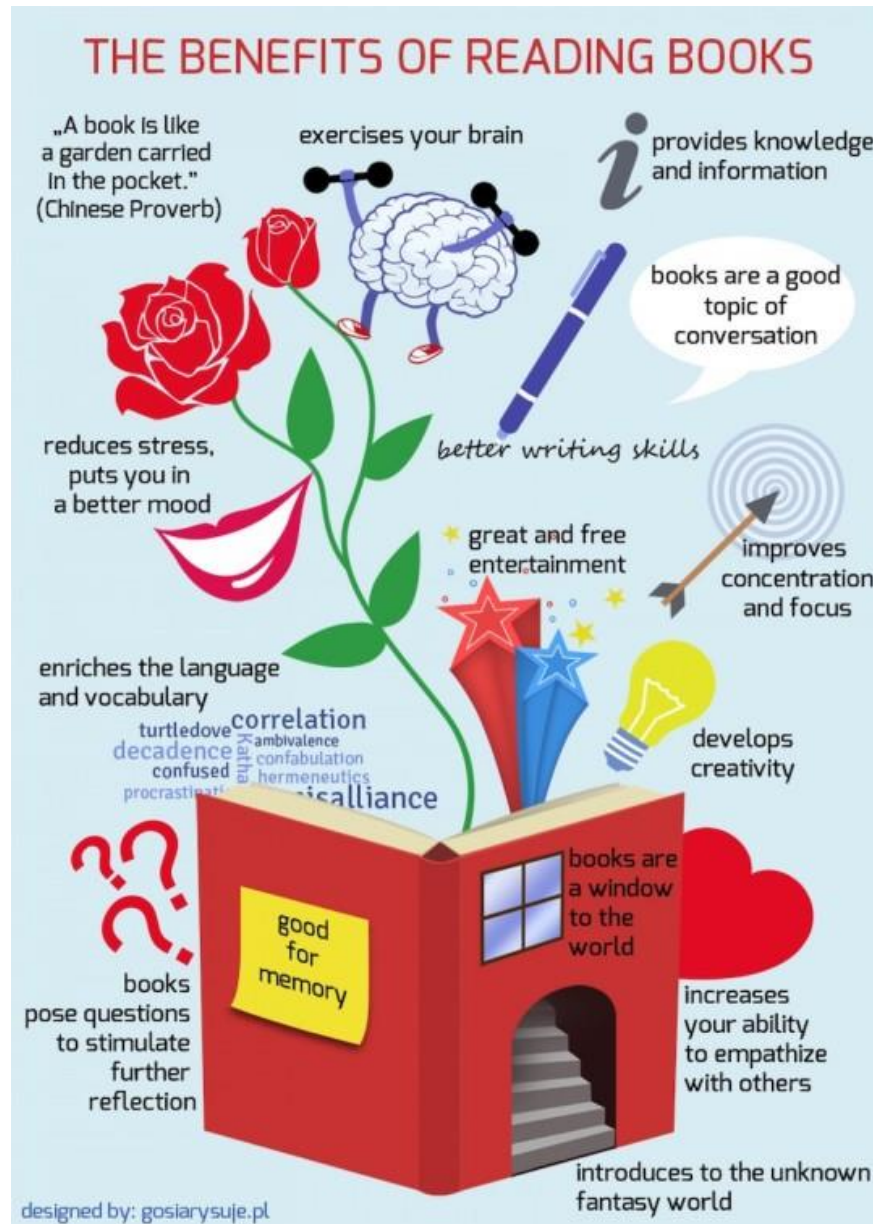 THE BENEFITS OF READING BOOKS
„A book is like
a garden carried
in the pocket.”
(Chinese Proverb)
exercises your brain
provides knowledge
and information
books are a good
topic of
conversation
better writing skills
reduces stress,
puts you in
a better mood
great and free
entertainment
improves
concentration
and focus
enriches the language
and vocabulary
turtledove
correlation
decadence
Katha
ambivalence
confabulation
confused
hermeneutics
develops
creativity
books are
a window
to the
world
good
for
memory
books
pose questions
to stimulate
further
reflection
increases
your ability
to empathize
with others
introduces to the unknown
fantasy world
designed by: gosiarysuje.pl